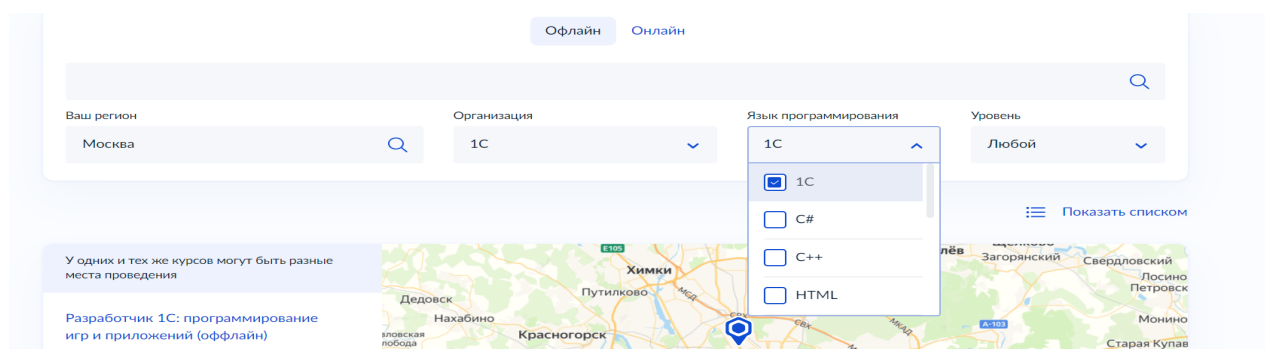 Офлайн Онлайн
Ваш регион Организация Язык программирования Уровень
Москва 1С 1С Любой
1С
C#
C++
HTML
Показать списком
У одних и тех же курсов могут быть разные
места проведения
Разработчик 1С: программирование
игр и приложений (оффлайн)
E105
Химки
Путилково
МКАД
Дедовск
Нахабино
Красногорск
СВХ
МКАД
A-103
Загорянский
Свердловский
Лосино
Петровск
Монино
Старая Купав